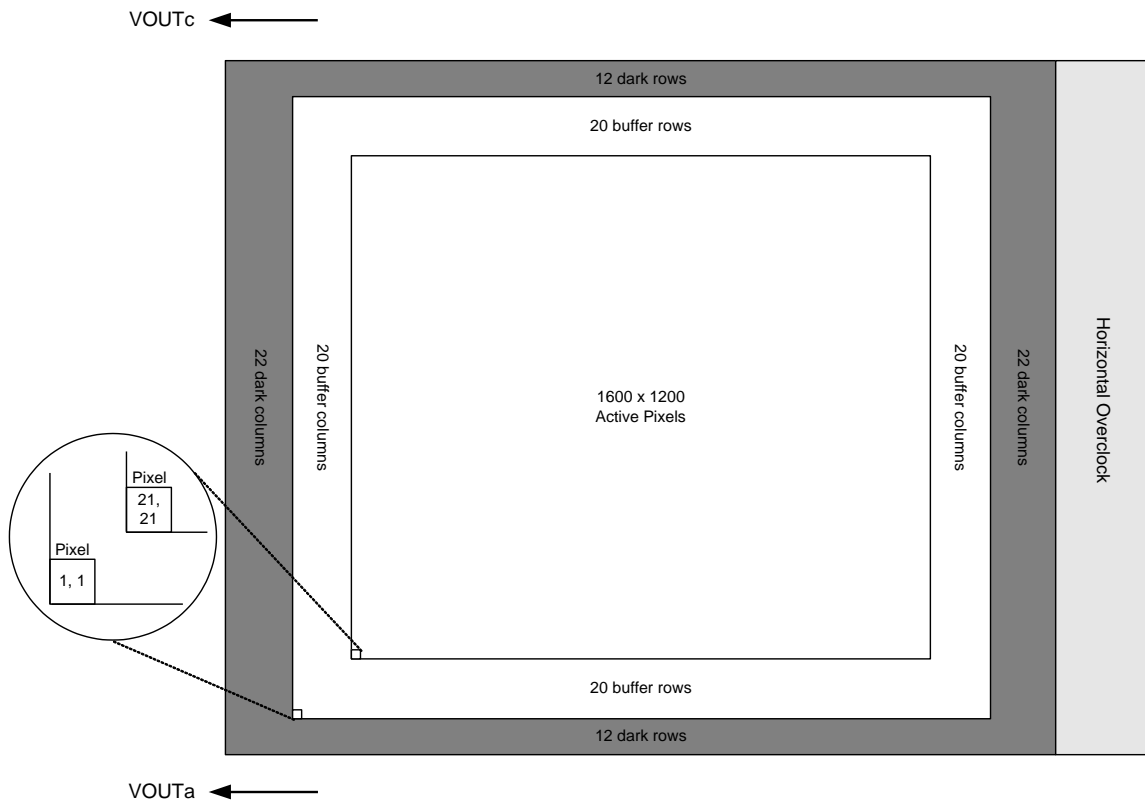 VOUTc
12 dark rows
20 buffer rows
22 dark columns
20 buffer columns
1600 x 1200
Active Pixels
20 buffer columns
22 dark columns
Horizontal Overclock
Pixel
21,
21
Pixel
1, 1
20 buffer rows
12 dark rows
VOUTa